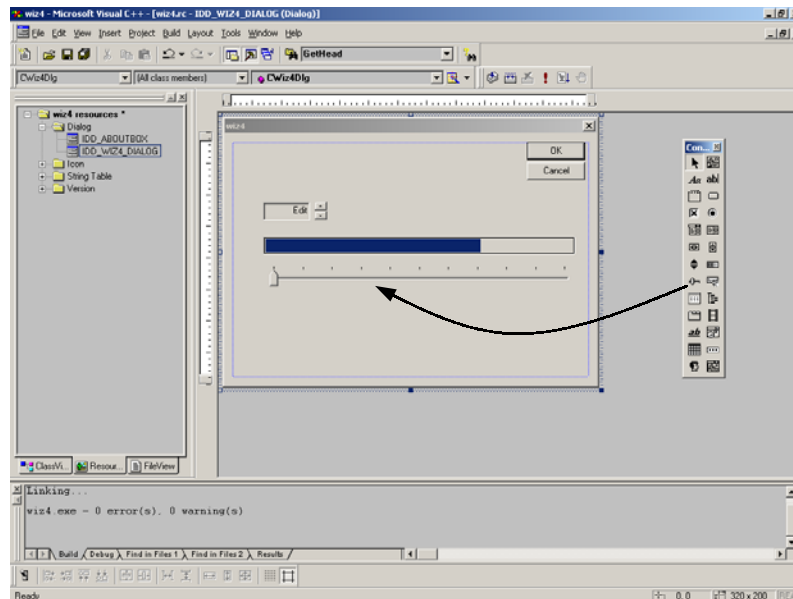 wiz4 - Microsoft Visual C++ - [wiz4.rc - IDD_WIZ4_DIALOG (Dialog)]
File Edit View Insert Project Build Layout Tools Window Help
GetHead
CWiz4Dlg
(All class members)
CWiz4Dlg
wiz4 resources *
Dialog
IDD_ABOUTBOX
IDD_WIZ4_DIALOG
Icon
String Table
Version
ClassVi...
Resour...
FileView
wiz4
OK
Cancel
Edit
Con...
Aa ab|
ab
Linking...
wiz4.exe - 0 error(s), 0 warning(s)
Build
Debug
Find in Files 1
Find in Files 2
Results
Ready
0, 0
320 x 200